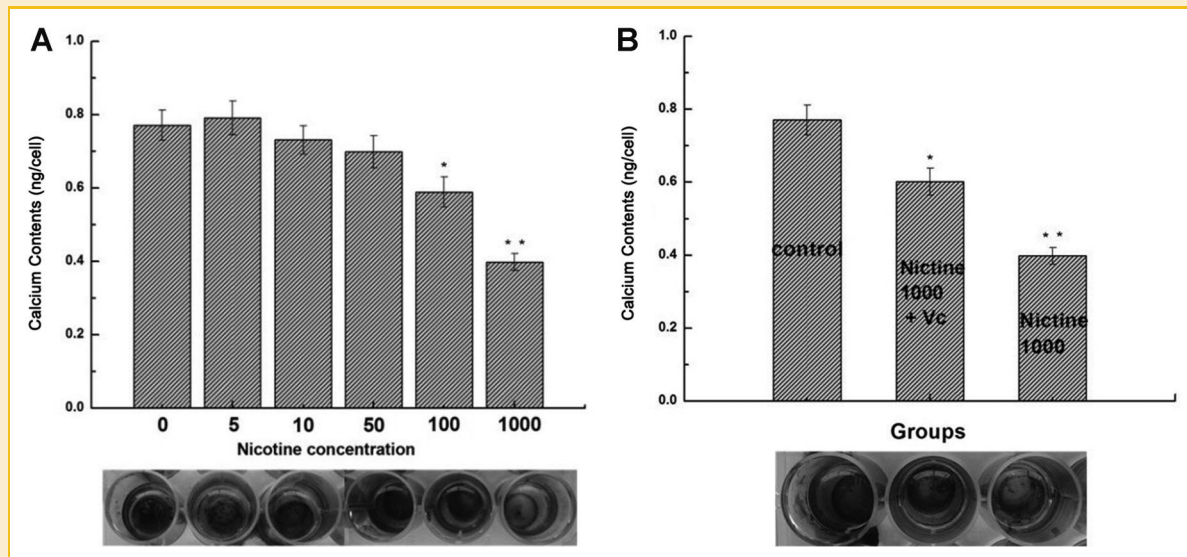 A
1.0
0.8
0.6
0.4
0.2
0.0
Calcium Contents (ng/cell)
*
* *
0 5 10 50 100 1000
Nicotine concentration
B
1.0
0.8
0.6
0.4
0.2
0.0
Calcium Contents (ng/cell)
*
* *
control
Nictine
1000
+ Vc
Nictine
1000
Groups